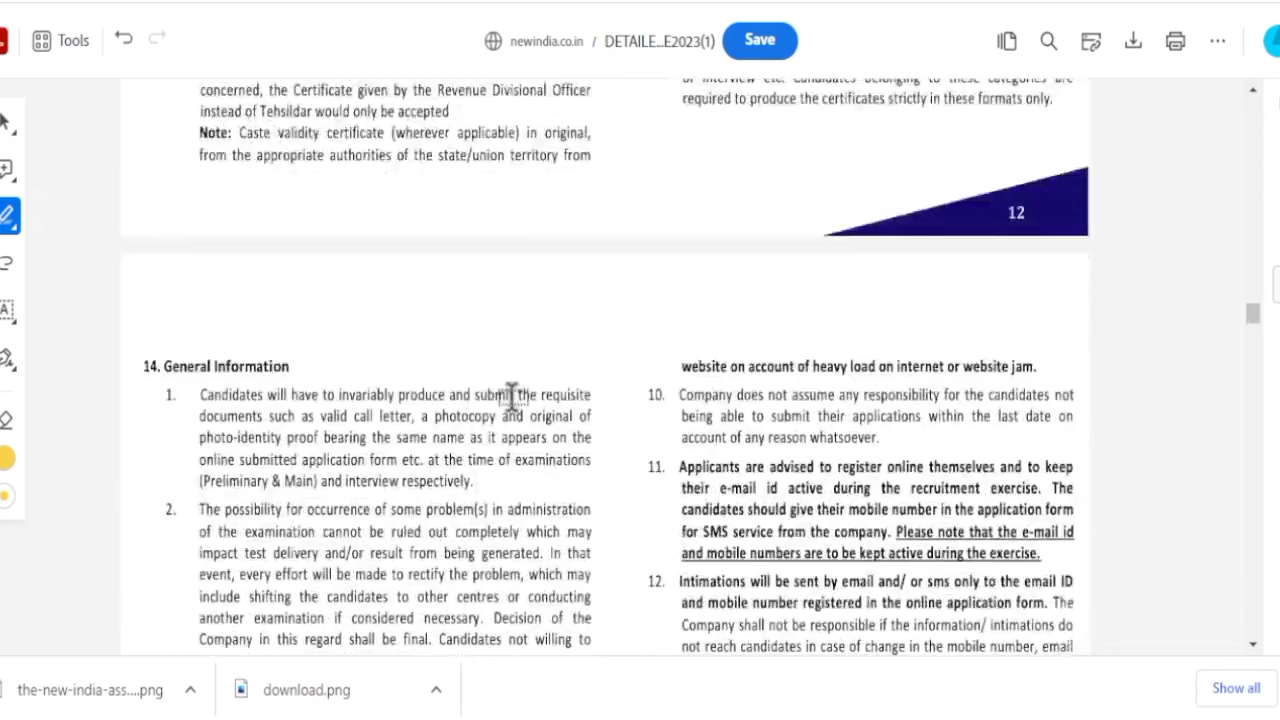 Tools
newindia.co.in / DETAILE...E2023(1)
Save
concerned, the Certificate given by the Revenue Divisional Officer
instead of Tehsildar would only be accepted
Note: Caste validity certificate (wherever applicable) in original,
from the appropriate authorities of the state/union territory from
or interview etc. Candidates belonging to these categories are
required to produce the certificates strictly in these formats only.
12
14. General Information
1. Candidates will have to invariably produce and submit the requisite
documents such as valid call letter, a photocopy and original of
photo-identity proof bearing the same name as it appears on the
online submitted application form etc. at the time of examinations
(Preliminary & Main) and interview respectively.
2. The possibility for occurrence of some problem(s) in administration
of the examination cannot be ruled out completely which may
impact test delivery and/or result from being generated. In that
event, every effort will be made to rectify the problem, which may
include shifting the candidates to other centres or conducting
another examination if considered necessary. Decision of the
Company in this regard shall be final. Candidates not willing to
website on account of heavy load on internet or website jam.
10. Company does not assume any responsibility for the candidates not
being able to submit their applications within the last date on
account of any reason whatsoever.
11. Applicants are advised to register online themselves and to keep
their e-mail id active during the recruitment exercise. The
candidates should give their mobile number in the application form
for SMS service from the company. Please note that the e-mail id
and mobile numbers are to be kept active during the exercise.
12. Intimations will be sent by email and/ or sms only to the email ID
and mobile number registered in the online application form. The
Company shall not be responsible if the information/ intimations do
not reach candidates in case of change in the mobile number, email
the-new-india-ass....png
download.png
Show all